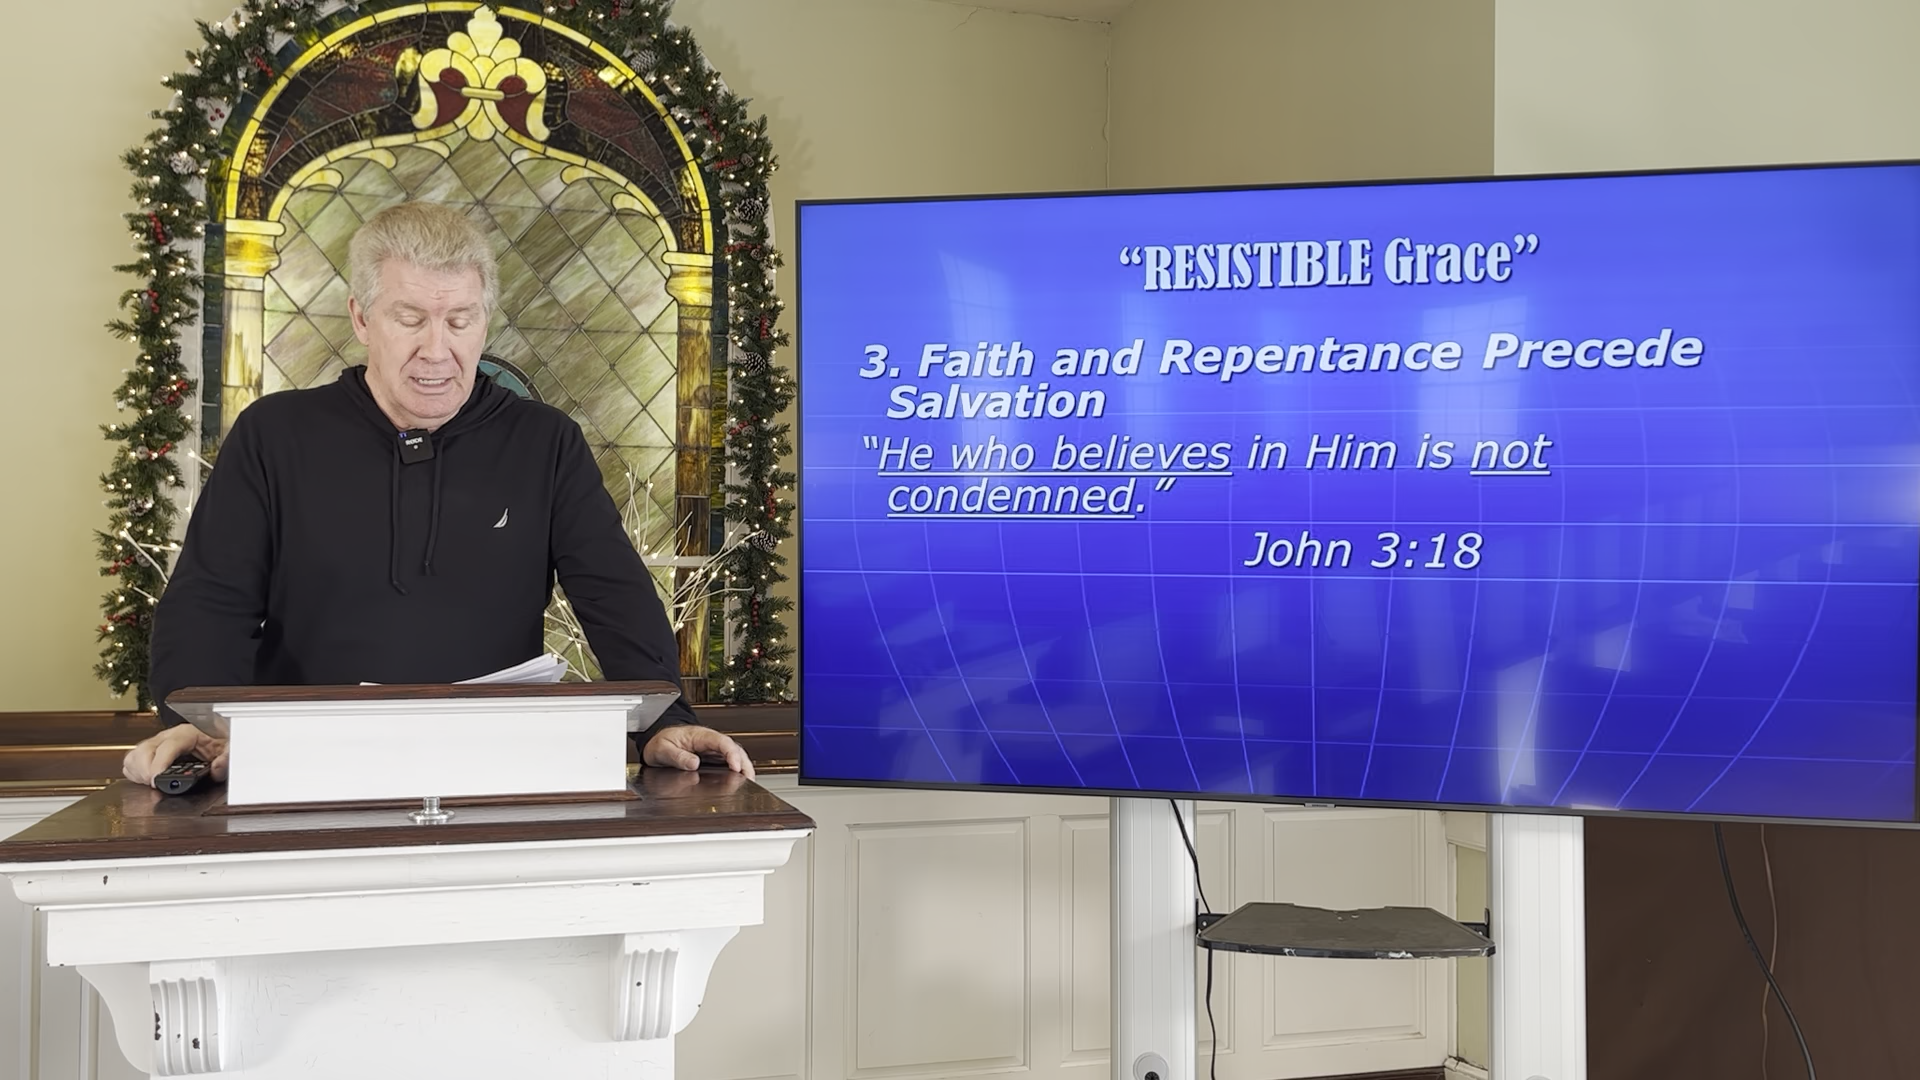 “RESISTIBLE Grace”
3. Faith and Repentance Precede
Salvation
“He who believes in Him is not
condemned.”
John 3:18
RODE